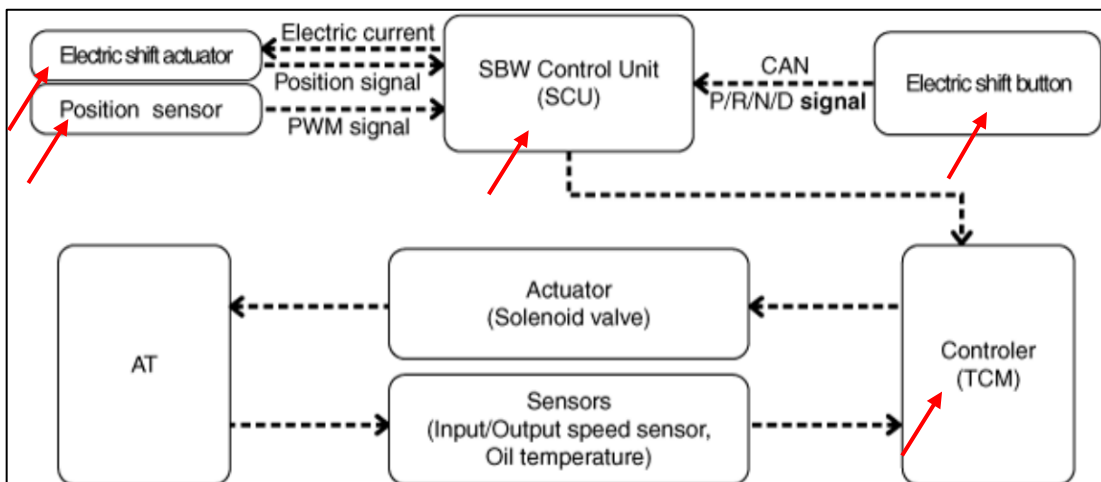 Electric current
Electric shift actuator
Position signal
Position sensor
PWM signal
SBW Control Unit
(SCU)
CAN
P/R/N/D signal
Electric shift button
AT
Actuator
(Solenoid valve)
Sensors
(Input/Output speed sensor,
Oil temperature)
Controler
(TCM)